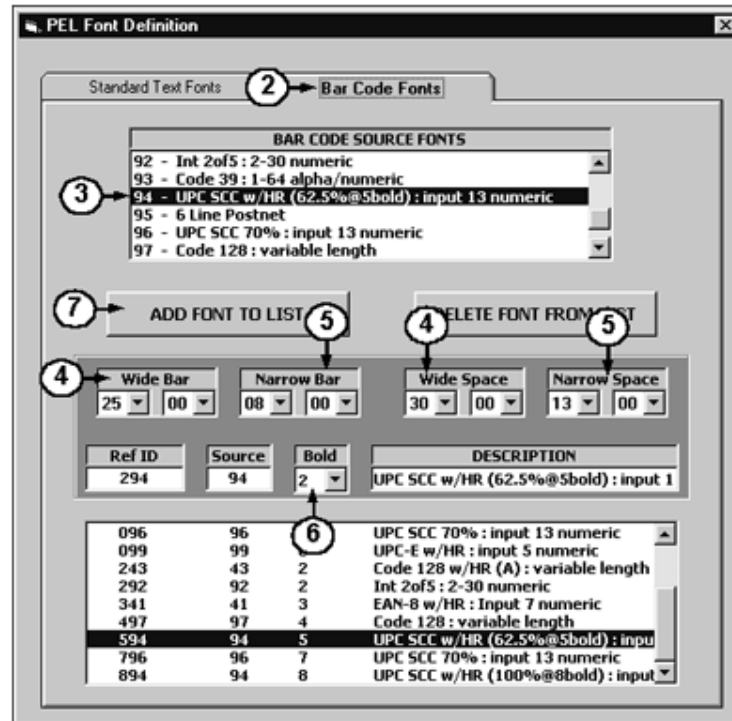 PEL Font Definition
Standard Text Fonts 2 Bar Code Fonts
BAR CODE SOURCE FONTS
92 - Int 2of5 : 2-30 numeric
93 - Code 39 : 1-64 alpha/numeric
3 94 - UPC SCC w/HR (62.5%@5bold) : input 13 numeric
95 - 6 Line Postnet
96 - UPC SCC 70% : input 13 numeric
97 - Code 128 : variable length
7 ADD FONT TO LIST 5 4 DELETE FONT FROM LIST 5
4 Wide Bar Narrow Bar Wide Space Narrow Space
25 00 08 00 30 00 13 00
Ref ID Source Bold DESCRIPTION
294 94 2 UPC SCC w/HR (62.5%@5bold) : input 1
6
096 96 UPC SCC 70% : input 13 numeric
099 99 UPC-E w/HR : input 5 numeric
243 43 2 Code 128 w/HR (A) : variable length
292 92 2 Int 2of5 : 2-30 numeric
341 41 3 EAN-8 w/HR : Input 7 numeric
497 97 4 Code 128 : variable length
594 94 5 UPC SCC w/HR (62.5%@5bold) : inpu
796 96 7 UPC SCC 70% : input 13 numeric
894 94 8 UPC SCC w/HR (100%@8bold) : input